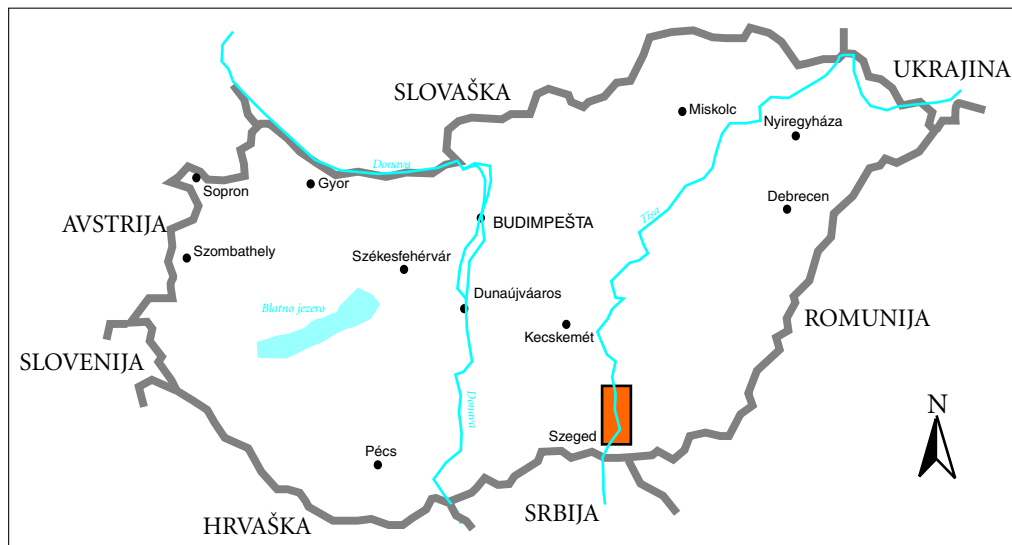 UKRAJINA
SLOVAŠKA
Miskolc
Nyiregyháza
Donava
Sopron
Gyor
Debrecen
AVSTRIJA
BUDIMPEŠTA
Tisa
Szombathely
Székesfehérvár
Blatno jezero
Dunaújváaros
ROMUNIJA
Kecskemét
SLOVENIJA
Donava
N
Szeged
Pécs
SRBIJA
HRVAŠKA